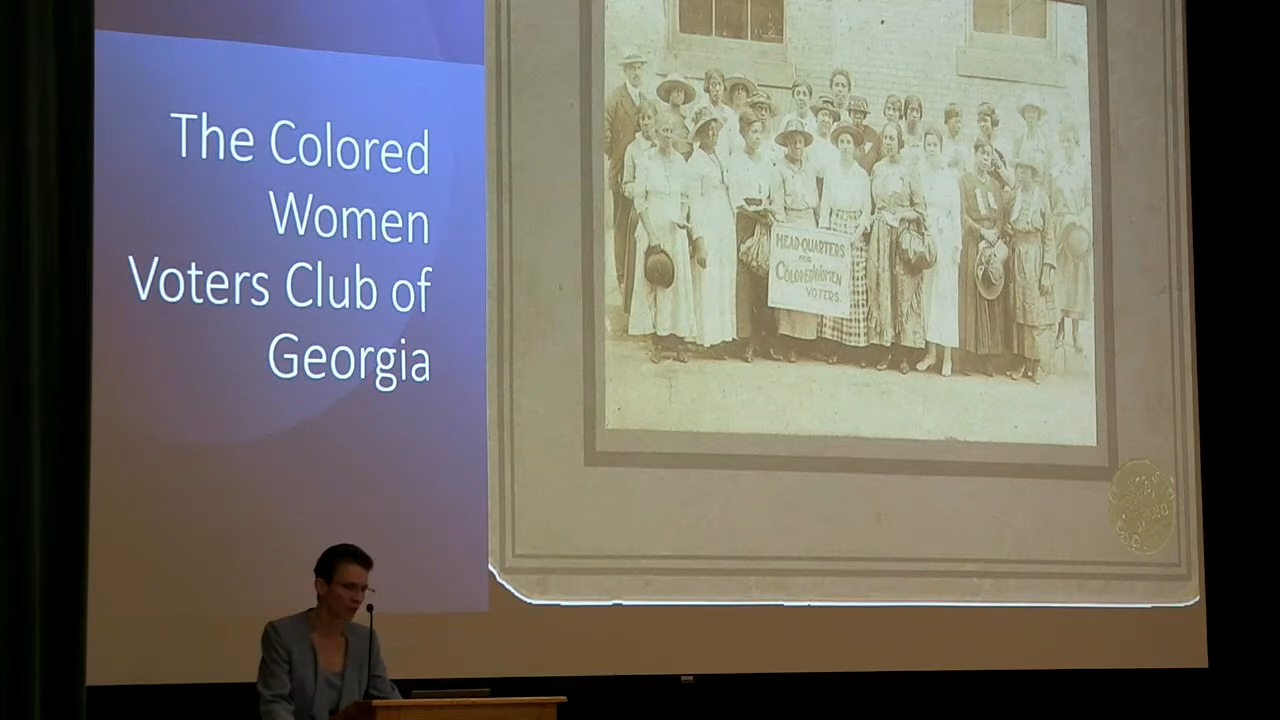 The Colored
Women
Voters Club of
Georgia
HEAD-QUARTERS
FOR
COLORED WOMEN
VOTERS.